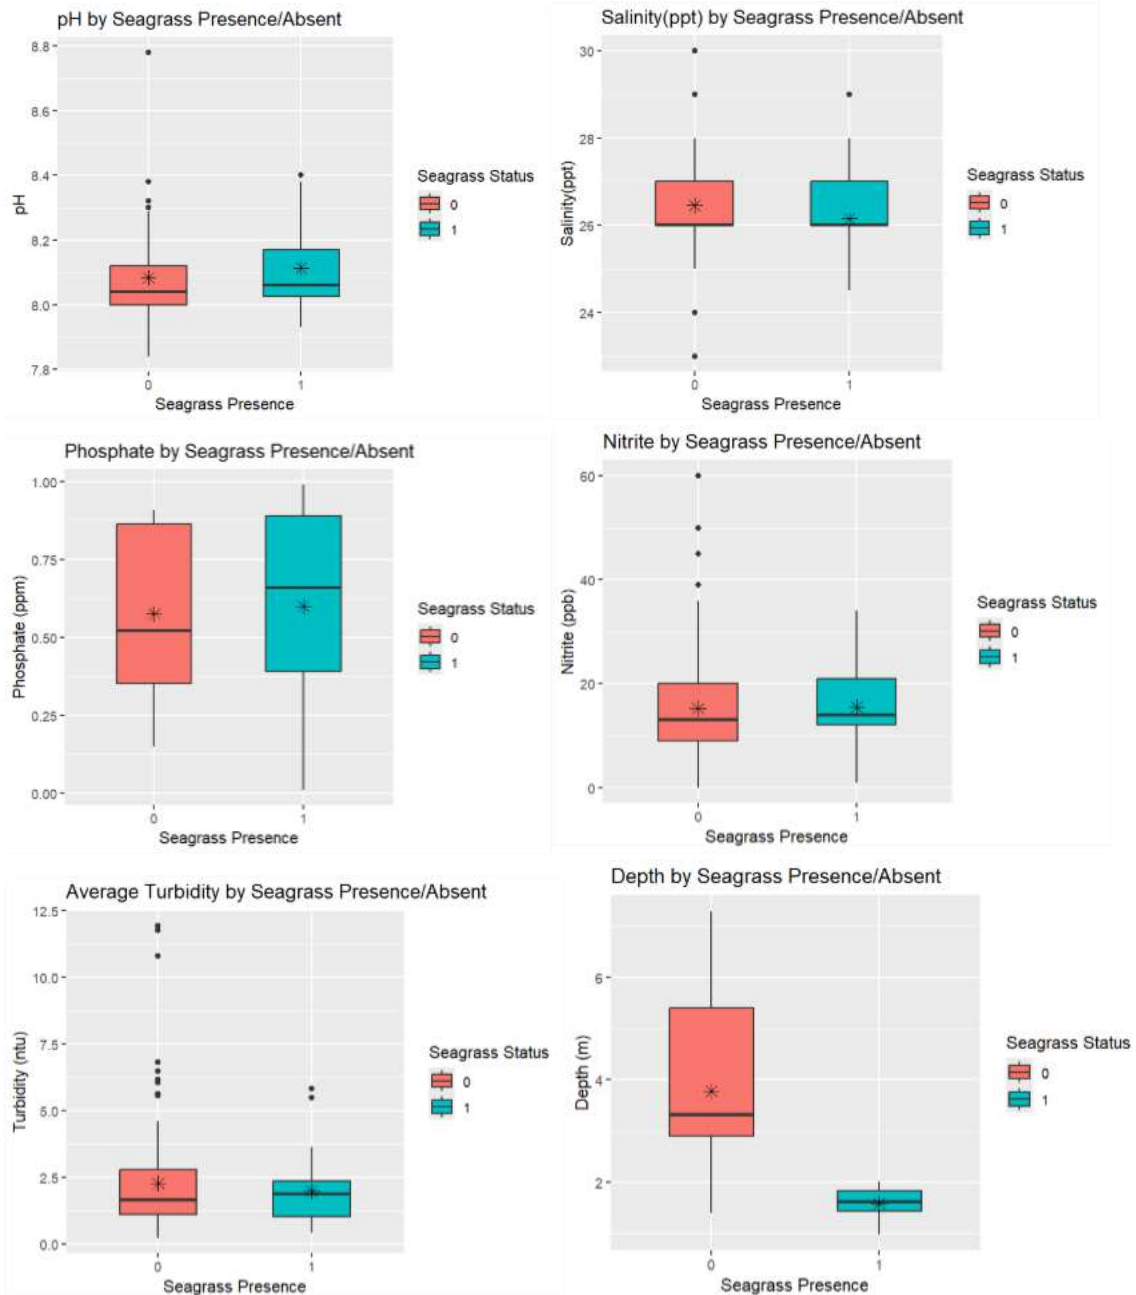 pH by Seagrass Presence/Absent
8.8
8.6
8.4
8.2
8.0
7.8
pH
0
1
Seagrass Presence
Seagrass Status
0
1
Salinity(ppt) by Seagrass Presence/Absent
30
28
26
24
Salinity(ppt)
0
1
Seagrass Presence
Seagrass Status
0
1
Phosphate by Seagrass Presence/Absent
1.00
0.75
0.50
0.25
0.00
Phosphate (ppm)
0
1
Seagrass Presence
Seagrass Status
0
1
Nitrite by Seagrass Presence/Absent
60
40
20
0
Nitrite (ppb)
0
1
Seagrass Presence
Seagrass Status
0
1
Average Turbidity by Seagrass Presence/Absent
12.5
10.0
7.5
5.0
2.5
0.0
Turbidity (ntu)
0
1
Seagrass Presence
Seagrass Status
0
1
Depth by Seagrass Presence/Absent
6
4
2
Depth (m)
0
1
Seagrass Presence
Seagrass Status
0
1